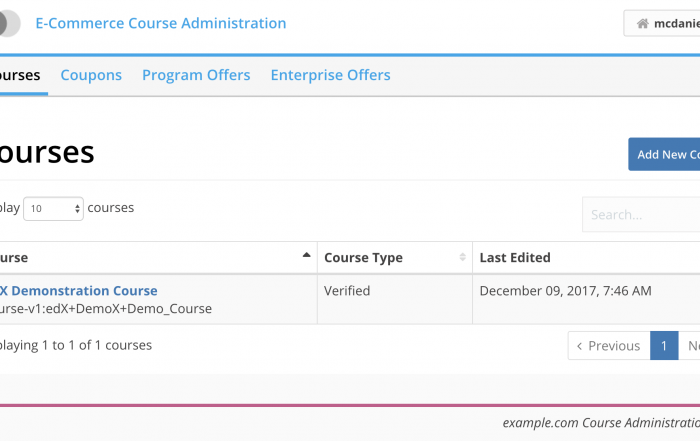 E-Commerce Course Administration
mcdanie
ourses Coupons Program Offers Enterprise Offers
ourses
Add New Co
play 10 courses
Search...
urse Course Type Last Edited
X Demonstration Course Verified December 09, 2017, 7:46 AM
urse-v1:edX+DemoX+Demo_Course
playing 1 to 1 of 1 courses
Previous 1 Ne
example.com Course Administratio